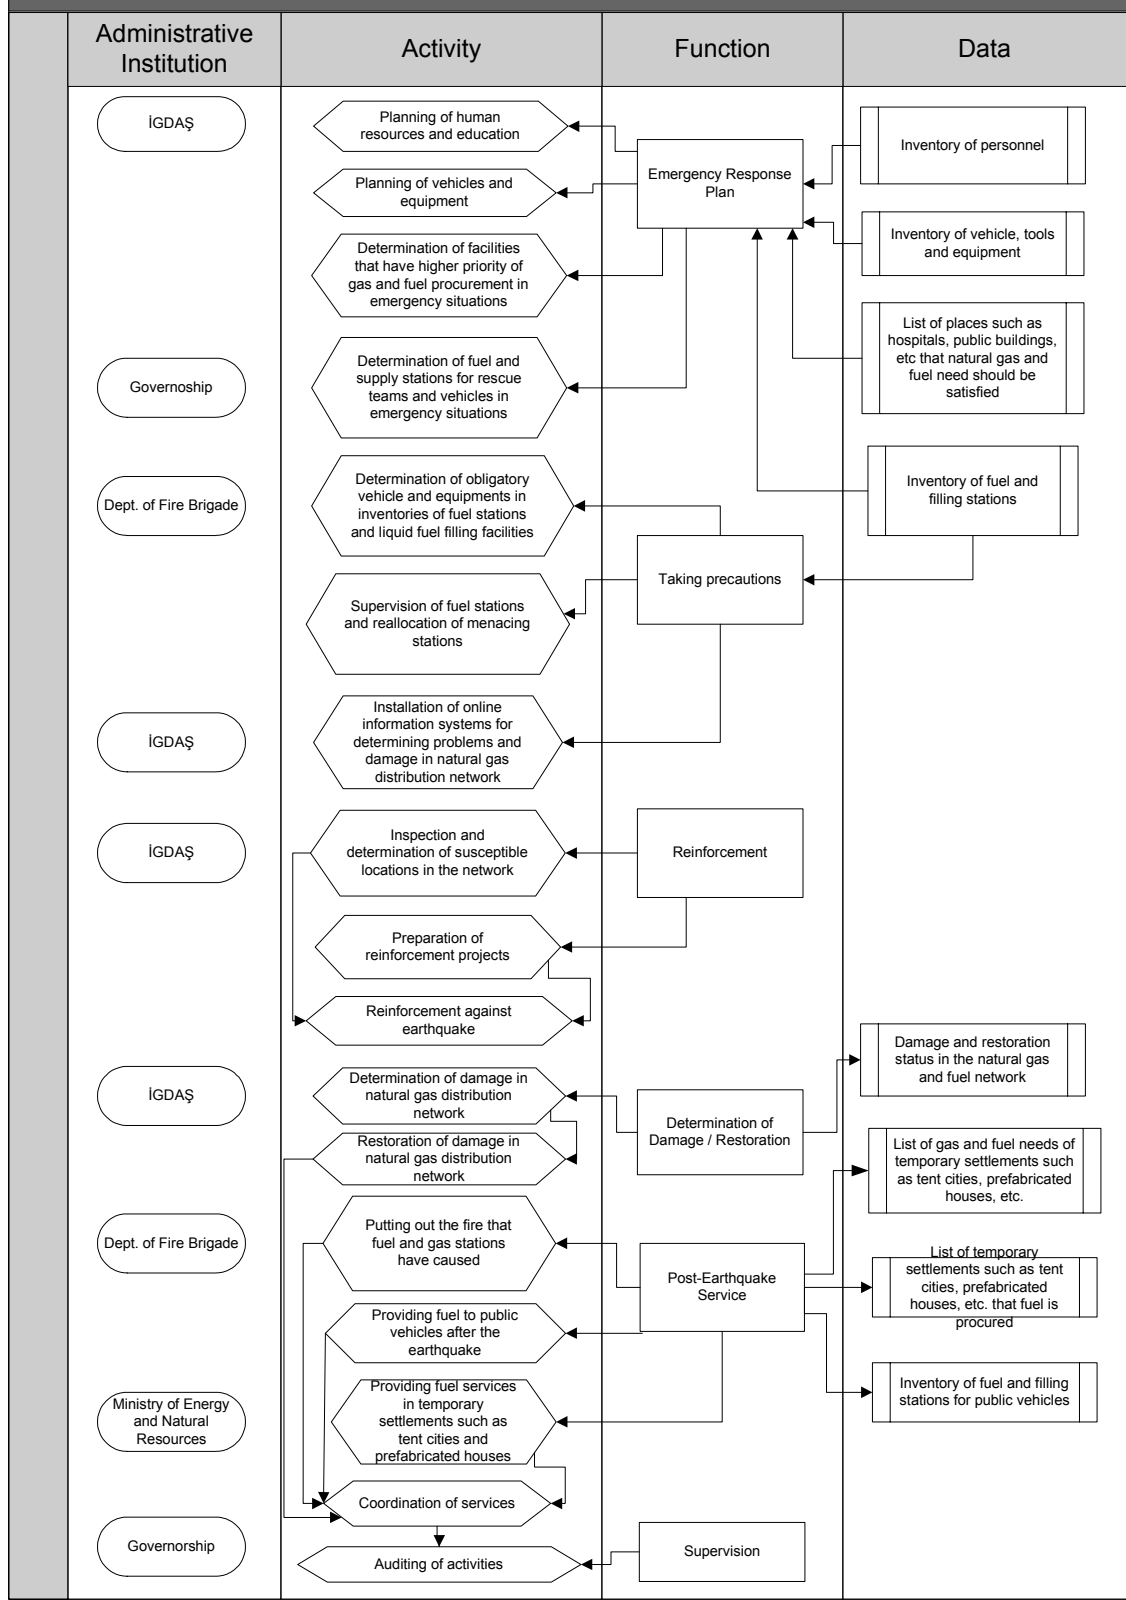 Administrative
Institution
Activity
Function
Data
İGDAŞ
Planning of human
resources and education
Inventory of personnel
Emergency Response
Plan
Planning of vehicles and
equipment
Inventory of vehicle, tools
and equipment
Determination of facilities
that have higher priority of
gas and fuel procurement in
emergency situations
List of places such as
hospitals, public buildings,
etc that natural gas and
fuel need should be
satisfied
Governoship
Determination of fuel and
supply stations for rescue
teams and vehicles in
emergency situations
Dept. of Fire Brigade
Determination of obligatory
vehicle and equipments in
inventories of fuel stations
and liquid fuel filling facilities
Inventory of fuel and
filling stations
Taking precautions
Supervision of fuel stations
and reallocation of menacing
stations
İGDAŞ
Installation of online
information systems for
determining problems and
damage in natural gas
distribution network
İGDAŞ
Inspection and
determination of susceptible
locations in the network
Reinforcement
Preparation of
reinforcement projects
Reinforcement against
earthquake
Damage and restoration
status in the natural gas
and fuel network
İGDAŞ
Determination of damage in
natural gas distribution
network
Determination of
Damage / Restoration
Restoration of damage in
natural gas distribution
network
List of gas and fuel needs of
temporary settlements such
as tent cities, prefabricated
houses, etc.
Dept. of Fire Brigade
Putting out the fire that
fuel and gas stations
have caused
Post-Earthquake
Service
List of temporary
settlements such as tent
cities, prefabricated
houses, etc. that fuel is
procured
Providing fuel to public
vehicles after the
earthquake
Inventory of fuel and filling
stations for public vehicles
Ministry of Energy
and Natural
Resources
Providing fuel services
in temporary
settlements such as
tent cities and
prefabricated houses
Coordination of services
Governorship
Auditing of activities
Supervision